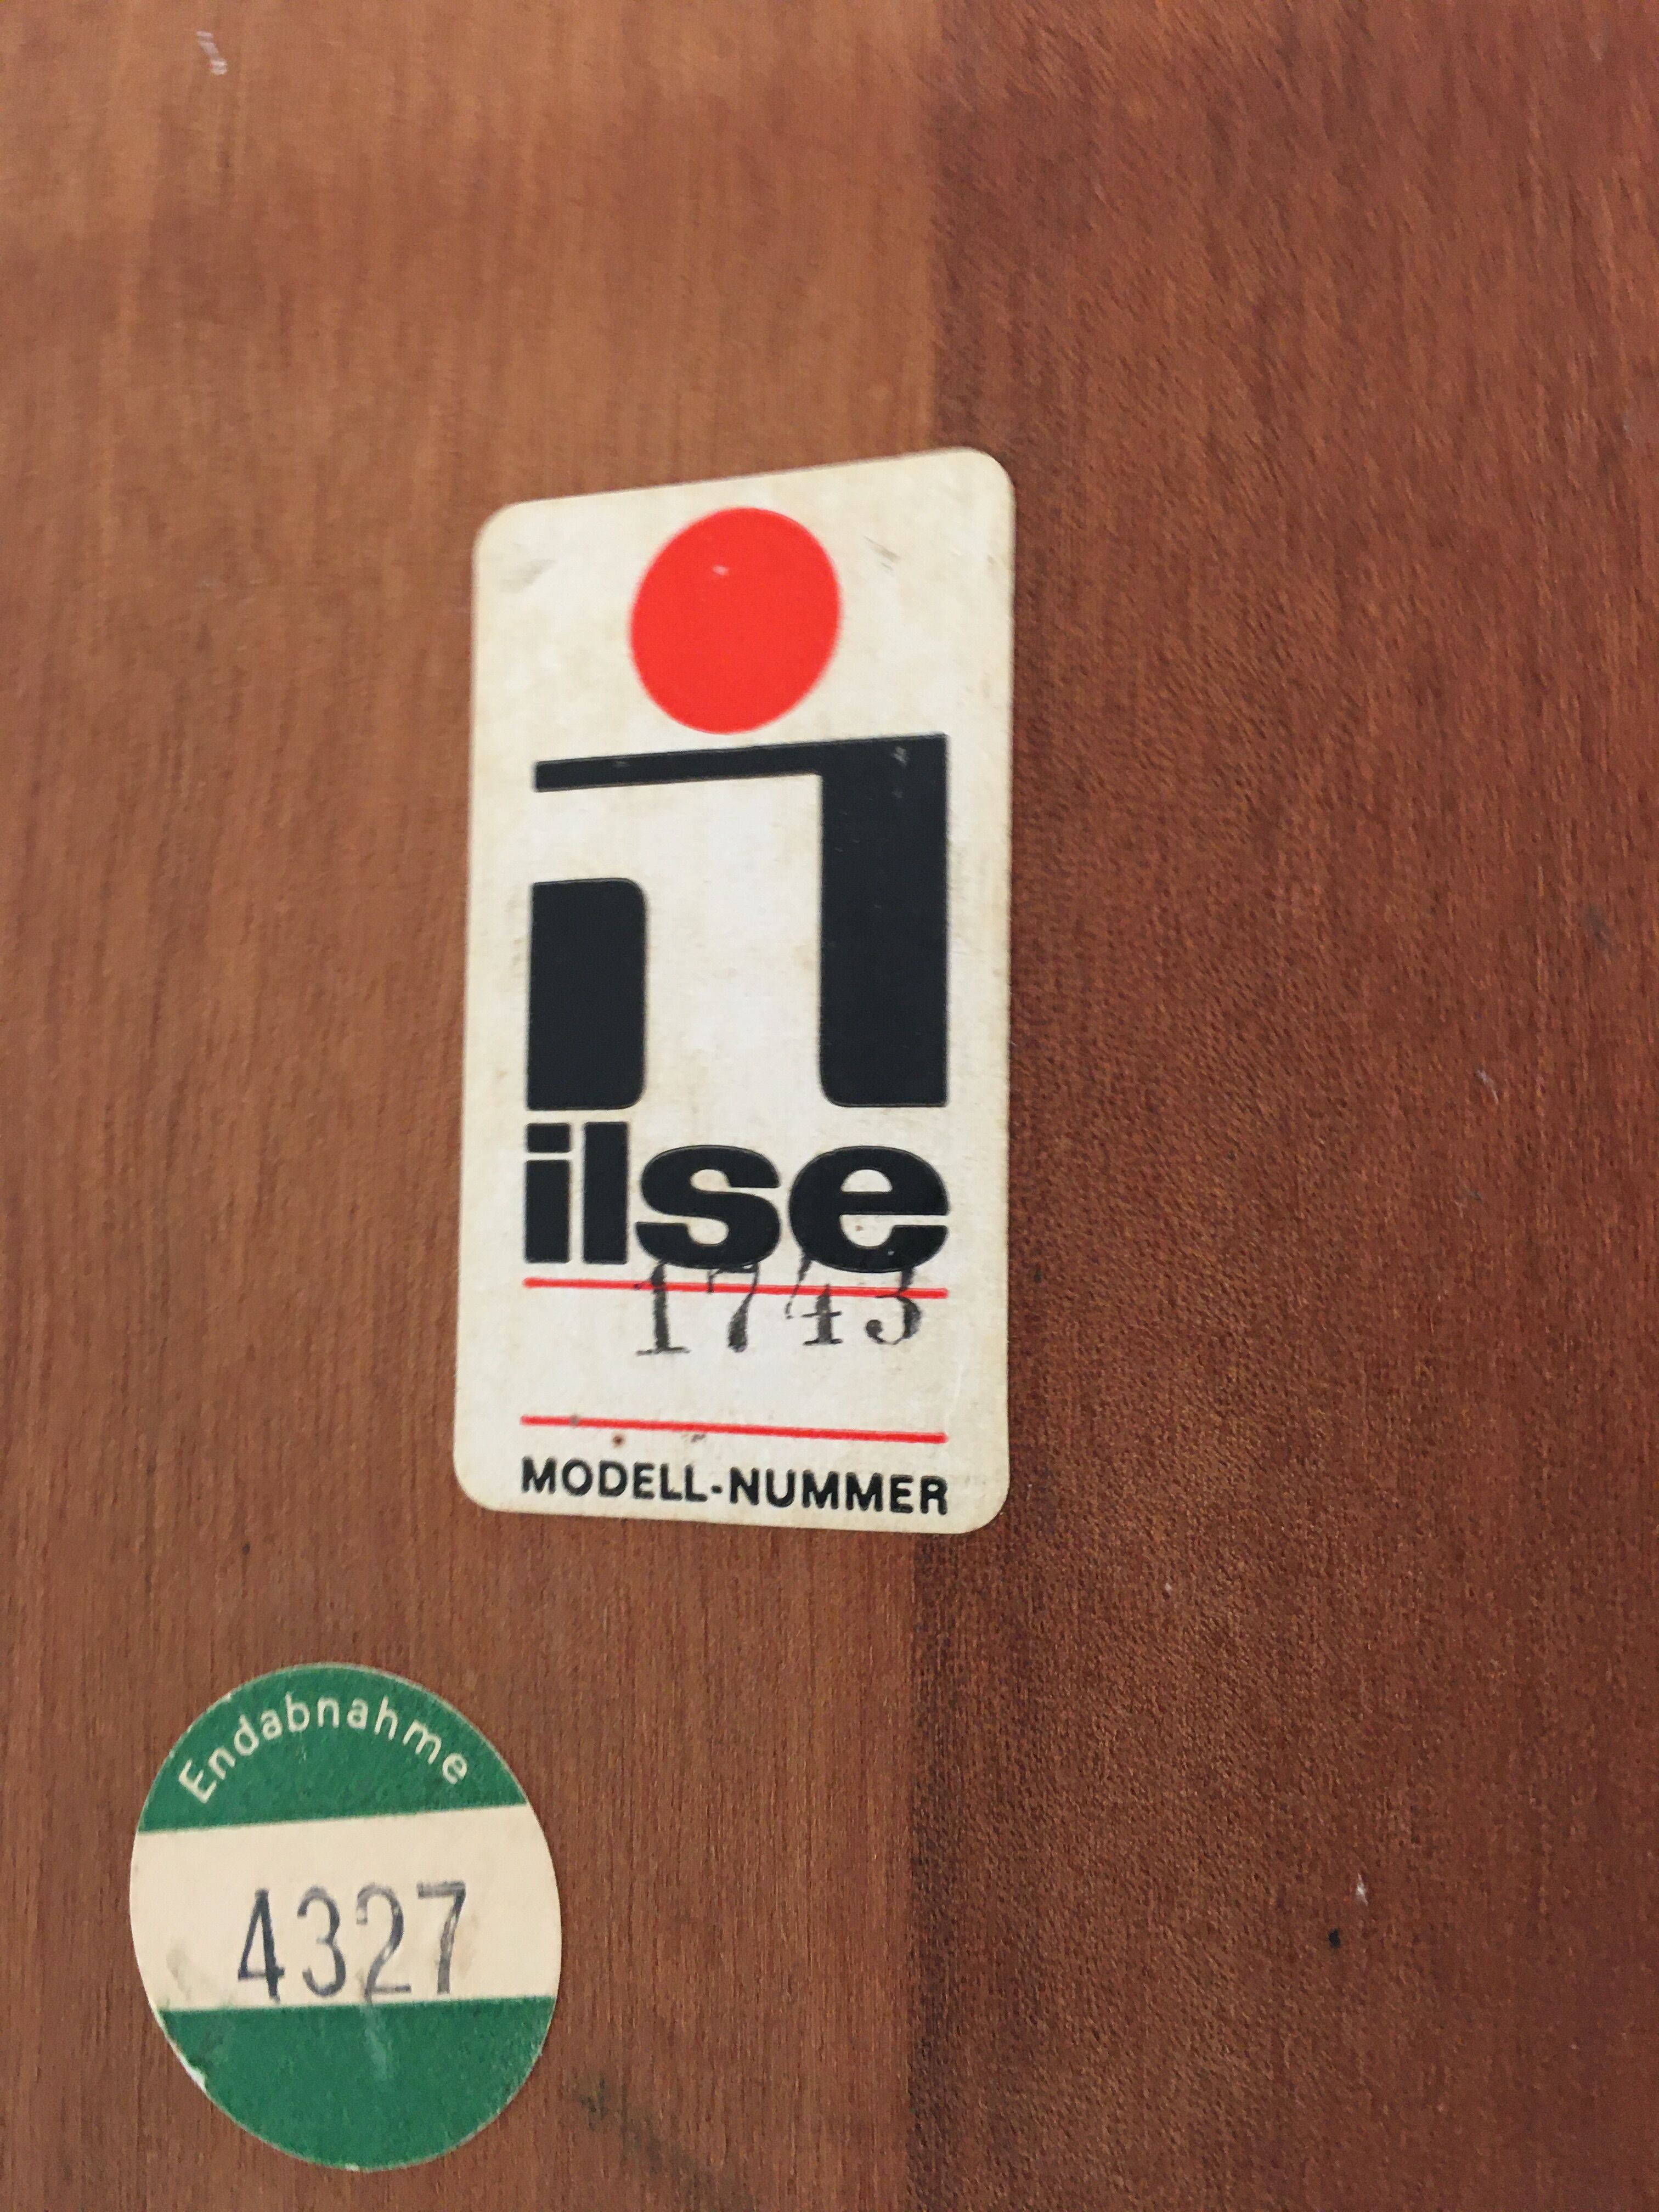 ilse
1743
MODELL-NUMMER
Endabnahme
4327